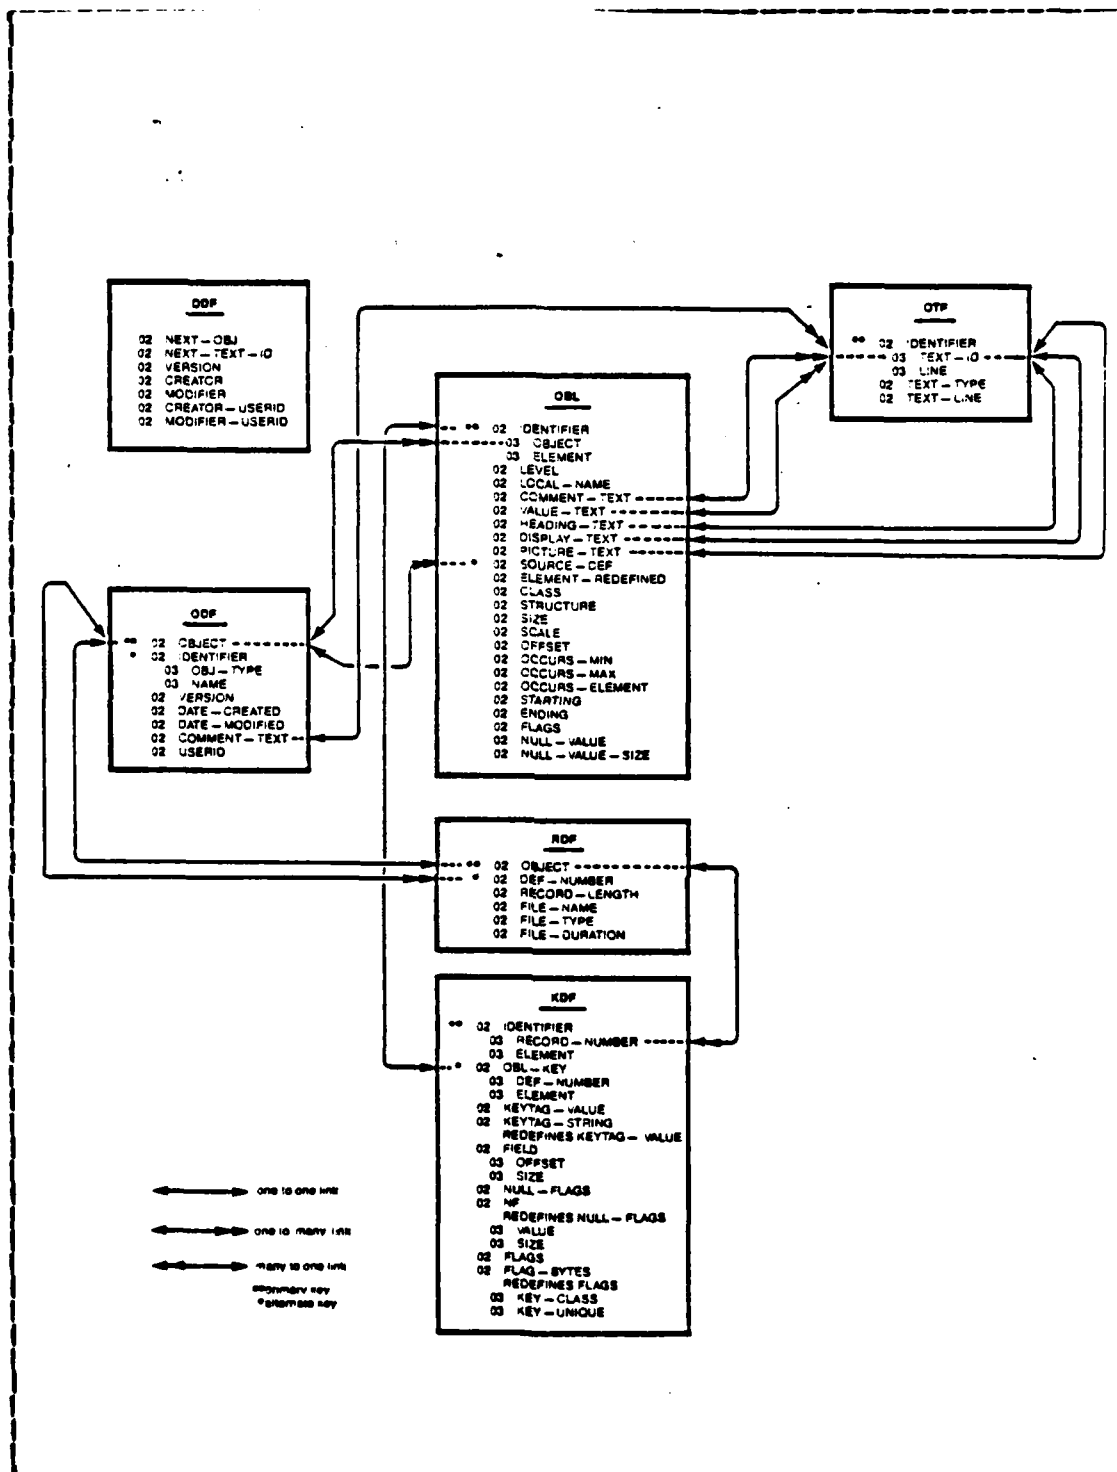 DDF
02 NEXT-OBJ
02 NEXT-TEXT-ID
02 VERSION
02 CREATOR
02 MODIFIER
02 CREATOR-USERID
02 MODIFIER-USERID
OTF
** 02 IDENTIFIER
03 TEXT-ID
03 LINE
02 TEXT-TYPE
02 TEXT-LINE
OBL
** 02 IDENTIFIER
03 OBJECT
03 ELEMENT
02 LEVEL
02 LOCAL-NAME
02 COMMENT-TEXT
02 VALUE-TEXT
02 HEADING-TEXT
02 DISPLAY-TEXT
02 PICTURE-TEXT
* 02 SOURCE-DEF
02 ELEMENT-REDEFINED
02 CLASS
02 STRUCTURE
02 SIZE
02 SCALE
02 OFFSET
02 OCCURS-MIN
02 OCCURS-MAX
02 OCCURS-ELEMENT
02 STARTING
02 ENDING
02 FLAGS
02 NULL-VALUE
02 NULL-VALUE-SIZE
ODF
** 02 OBJECT
* 02 IDENTIFIER
03 OBJ-TYPE
03 NAME
02 VERSION
02 DATE-CREATED
02 DATE-MODIFIED
02 COMMENT-TEXT
02 USERID
RDF
** 02 OBJECT
* 02 DEF-NUMBER
02 RECORD-LENGTH
02 FILE-NAME
02 FILE-TYPE
02 FILE-DURATION
KDF
** 02 IDENTIFIER
03 RECORD-NUMBER
03 ELEMENT
* 02 OBL-KEY
03 DEF-NUMBER
03 ELEMENT
02 KEYTAG-VALUE
02 KEYTAG-STRING
REDEFINES KEYTAG-VALUE
02 FIELD
03 OFFSET
03 SIZE
02 NULL-FLAGS
02 NF
REDEFINES NULL-FLAGS
03 VALUE
03 SIZE
02 FLAGS
02 FLAG-BYTES
REDEFINES FLAGS
03 KEY-CLASS
03 KEY-UNIQUE
one to one link
one to many link
many to one link
**primary key
*alternate key